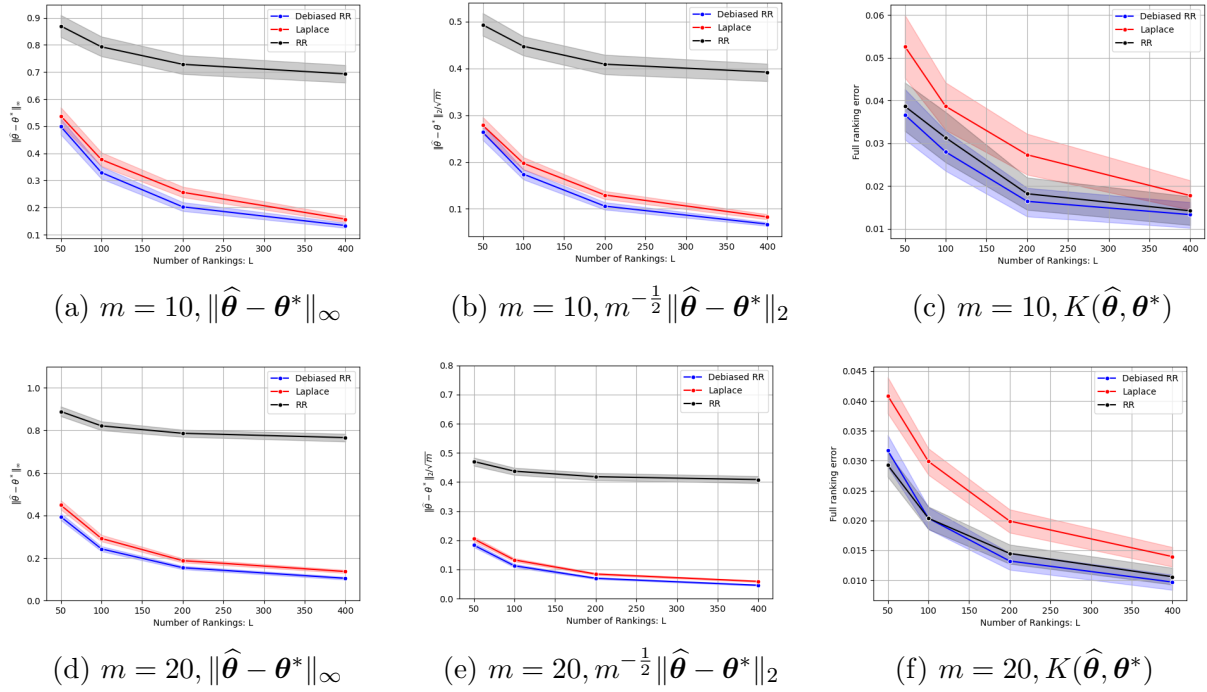 Debiased RR
Laplace
RR
0.9
0.8
0.7
0.6
0.5
0.4
0.3
0.2
0.1
‖θ̂ − θ*‖∞
50 100 150 200 250 300 350 400
Number of Rankings: L
(a) m = 10, ‖θ̂ − θ*‖∞
Debiased RR
Laplace
RR
0.5
0.4
0.3
0.2
0.1
‖θ̂ − θ*‖₂/√m
50 100 150 200 250 300 350 400
Number of Rankings: L
(b) m = 10, m^{-1/2}‖θ̂ − θ*‖₂
Debiased RR
Laplace
RR
0.06
0.05
0.04
0.03
0.02
0.01
Full ranking error
50 100 150 200 250 300 350 400
Number of Rankings: L
(c) m = 10, K(θ̂, θ*)
Debiased RR
Laplace
RR
1.0
0.8
0.6
0.4
0.2
0.0
‖θ̂ − θ*‖∞
50 100 150 200 250 300 350 400
Number of Rankings: L
(d) m = 20, ‖θ̂ − θ*‖∞
Debiased RR
Laplace
RR
0.8
0.7
0.6
0.5
0.4
0.3
0.2
0.1
0.0
‖θ̂ − θ*‖₂/√m
50 100 150 200 250 300 350 400
Number of Rankings: L
(e) m = 20, m^{-1/2}‖θ̂ − θ*‖₂
Debiased RR
Laplace
RR
0.045
0.040
0.035
0.030
0.025
0.020
0.015
0.010
Full ranking error
50 100 150 200 250 300 350 400
Number of Rankings: L
(f) m = 20, K(θ̂, θ*)